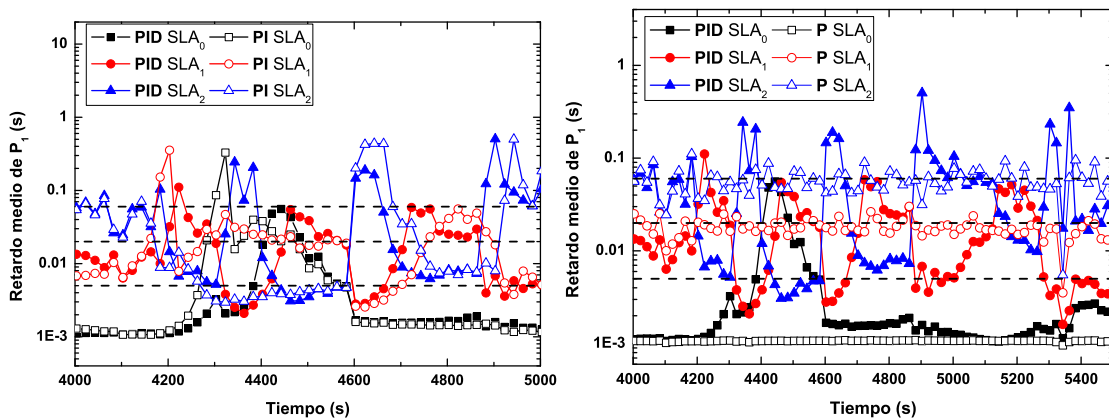 10
1
0.1
0.01
1E-3
Retardo medio de P₁ (s)
PID SLA₀ PI SLA₀
PID SLA₁ PI SLA₁
PID SLA₂ PI SLA₂
4000 4200 4400 4600 4800 5000
Tiempo (s)
1
0.1
0.01
1E-3
Retardo medio de P₁ (s)
PID SLA₀ P SLA₀
PID SLA₁ P SLA₁
PID SLA₂ P SLA₂
4000 4200 4400 4600 4800 5000 5200 5400
Tiempo (s)